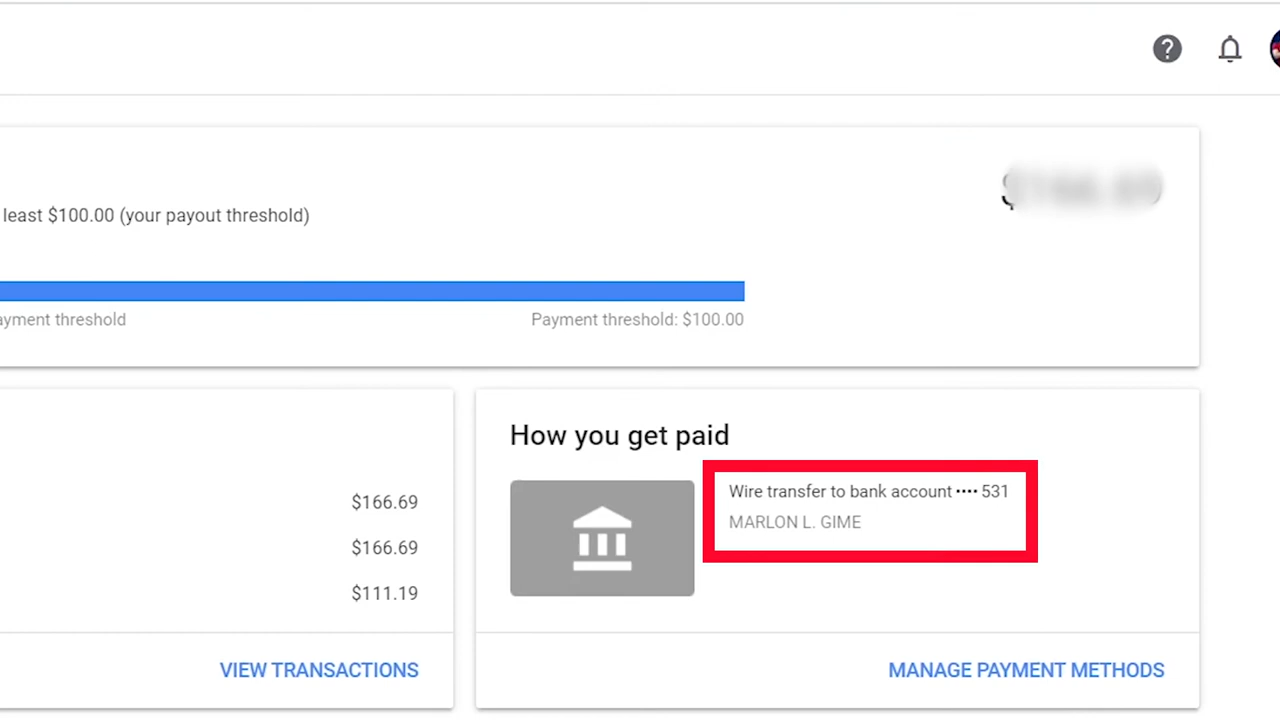 least $100.00 (your payout threshold)
ayment threshold
Payment threshold: $100.00
$166.69
$166.69
$111.19
VIEW TRANSACTIONS
How you get paid
Wire transfer to bank account •••• 531
MARLON L. GIME
MANAGE PAYMENT METHODS